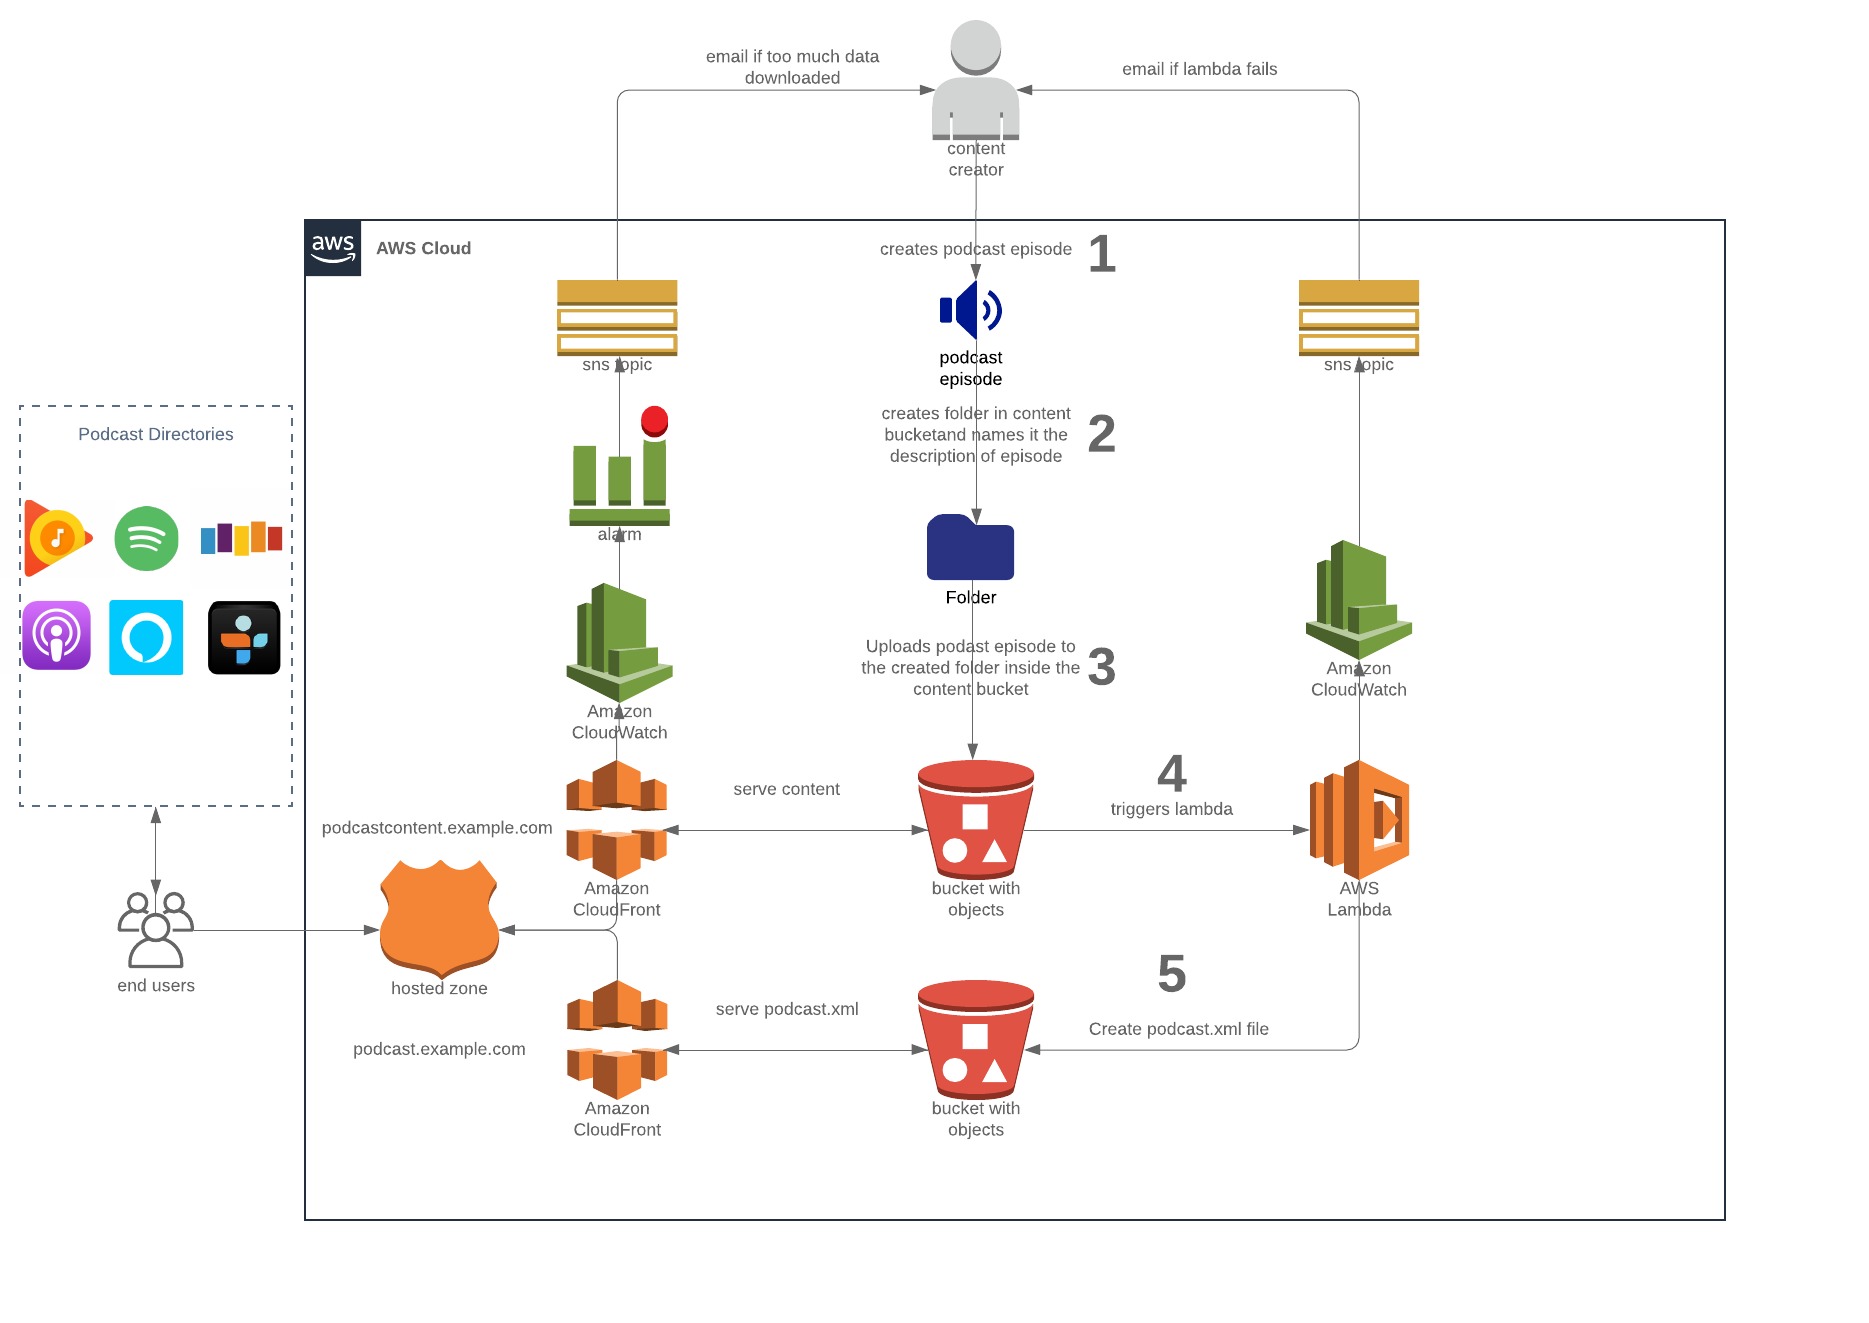 email if too much data
downloaded
email if lambda fails
content
creator
aws
AWS Cloud
creates podcast episode
1
sns topic
podcast
episode
sns topic
creates folder in content
bucketand names it the
description of episode
2
Podcast Directories
alarm
Folder
Uploads podast episode to
the created folder inside the
content bucket
3
Amazon
CloudWatch
Amazon
CloudWatch
serve content
4
triggers lambda
podcastcontent.example.com
Amazon
CloudFront
bucket with
objects
AWS
Lambda
end users
hosted zone
5
serve podcast.xml
Create podcast.xml file
podcast.example.com
Amazon
CloudFront
bucket with
objects